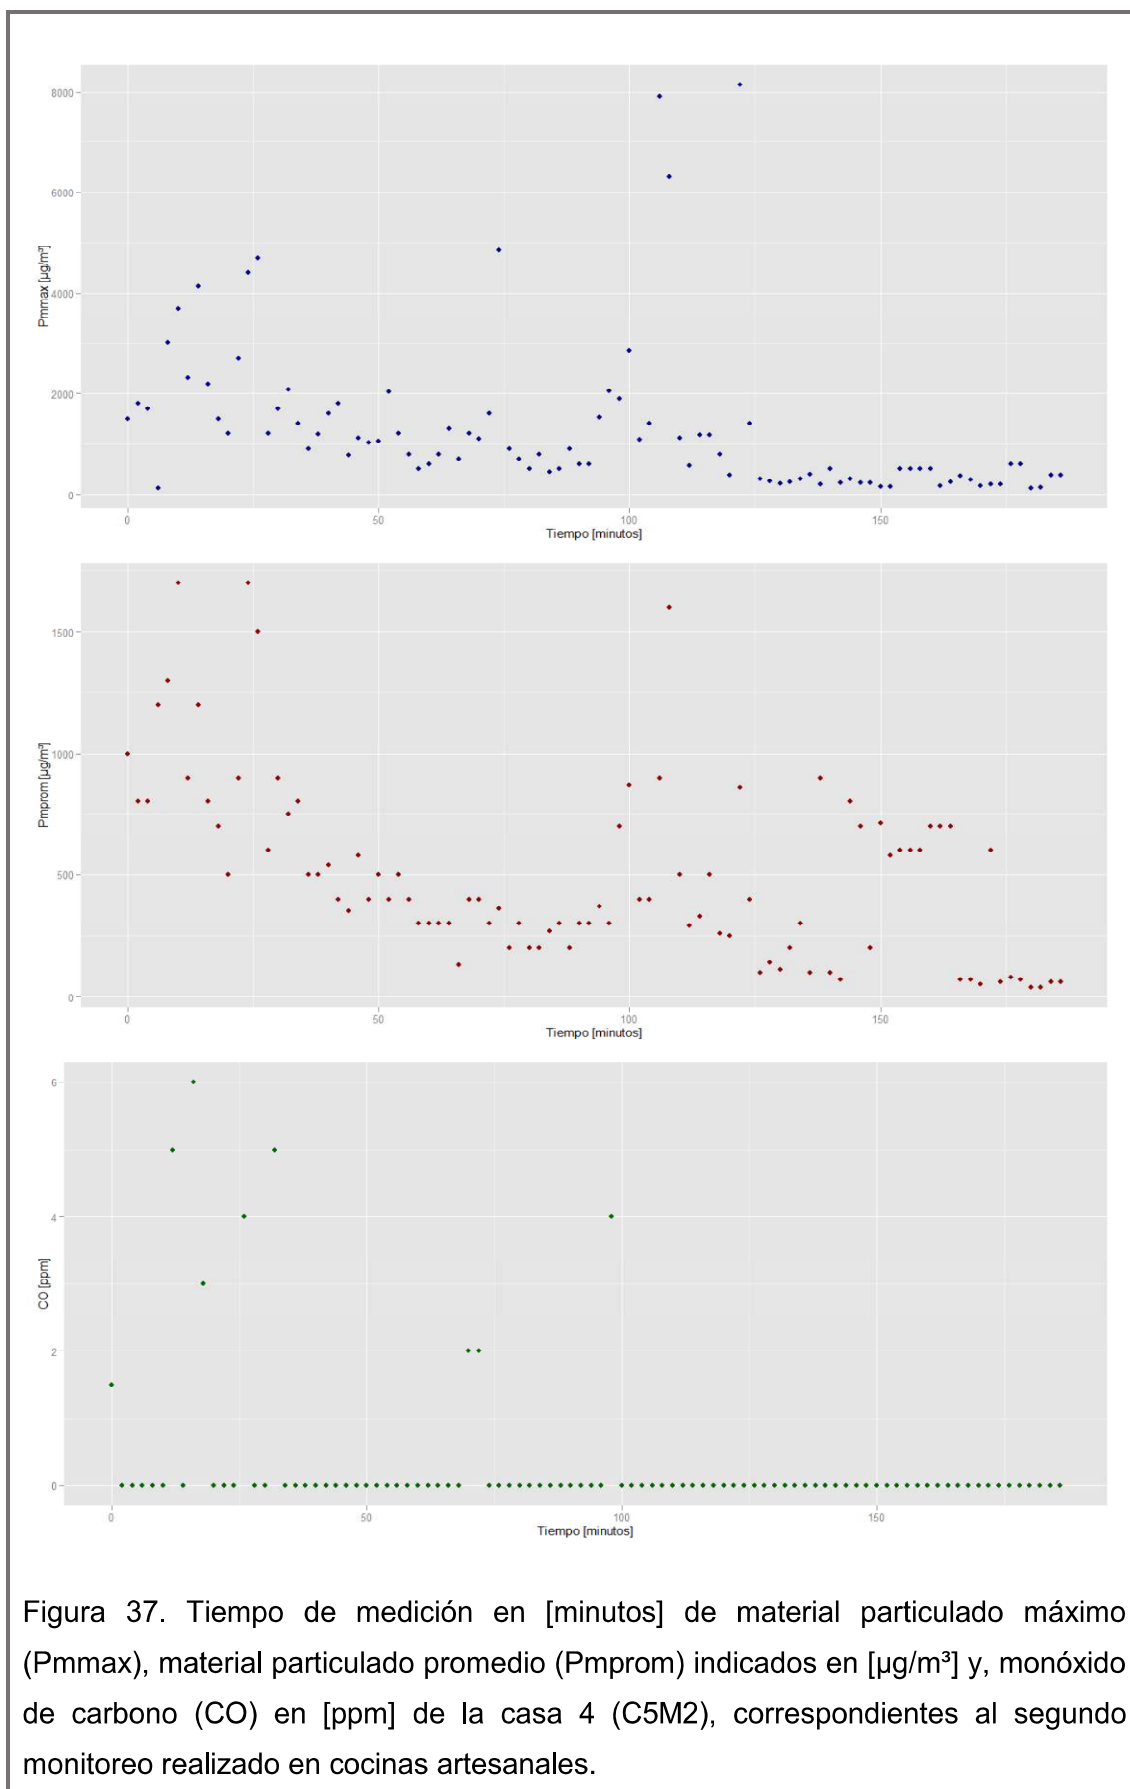 8000
6000
4000
2000
0
Pmmax [µg/m³]
0 50 100 150
Tiempo [minutos]
1500
1000
500
0
Pmprom [µg/m³]
0 50 100 150
Tiempo [minutos]
6
4
2
0
CO [ppm]
0 50 100 150
Tiempo [minutos]
Figura 37. Tiempo de medición en [minutos] de material particulado máximo
(Pmmax), material particulado promedio (Pmprom) indicados en [µg/m³] y, monóxido
de carbono (CO) en [ppm] de la casa 4 (C5M2), correspondientes al segundo
monitoreo realizado en cocinas artesanales.